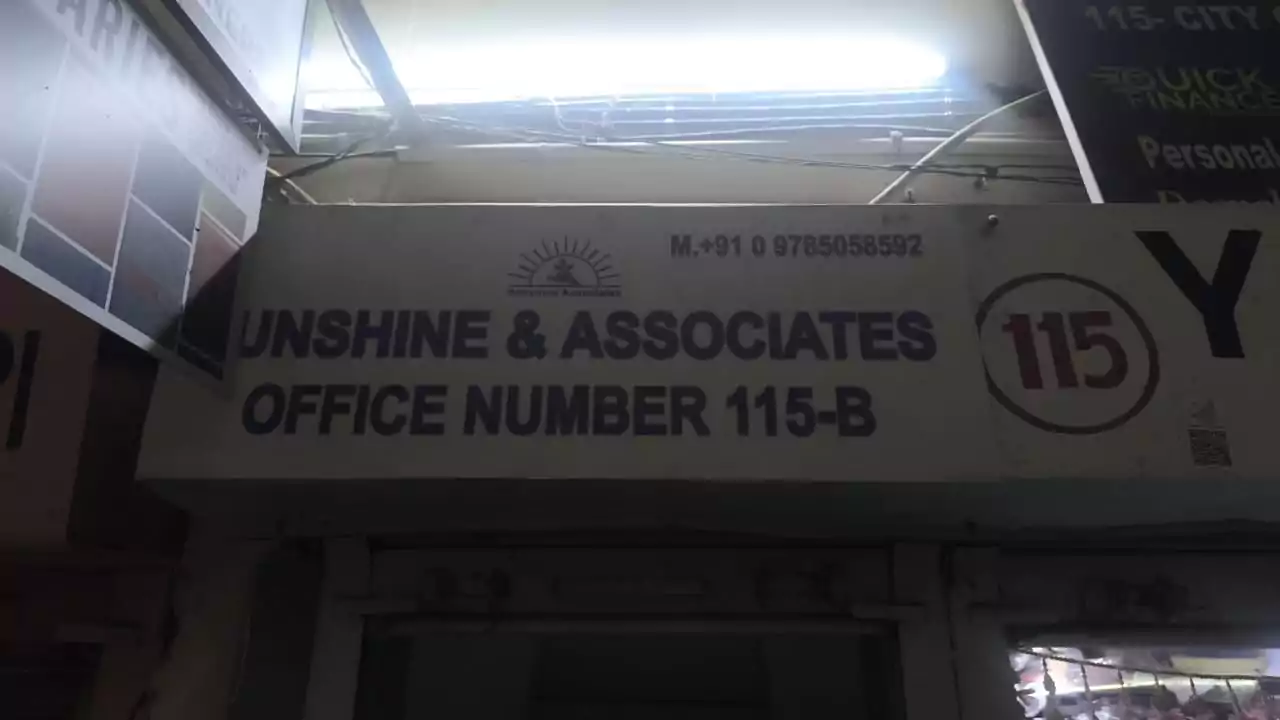 115- CITY
QUICK
FINANCE
Personal
M.+91 0 9785058592
UNSHINE & ASSOCIATES
OFFICE NUMBER 115-B
115
Y